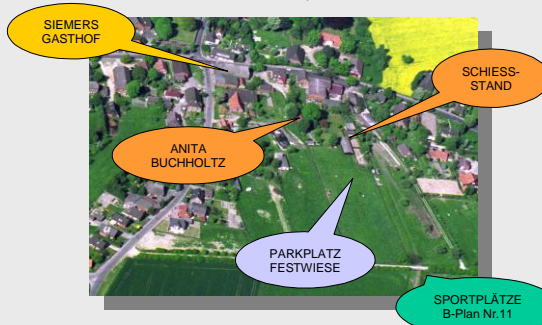 SIEMERS
GASTHOF
SCHIESS-
STAND
ANITA
BUCHHOLTZ
PARKPLATZ
FESTWIESE
SPORTPLÄTZE
B-Plan Nr.11